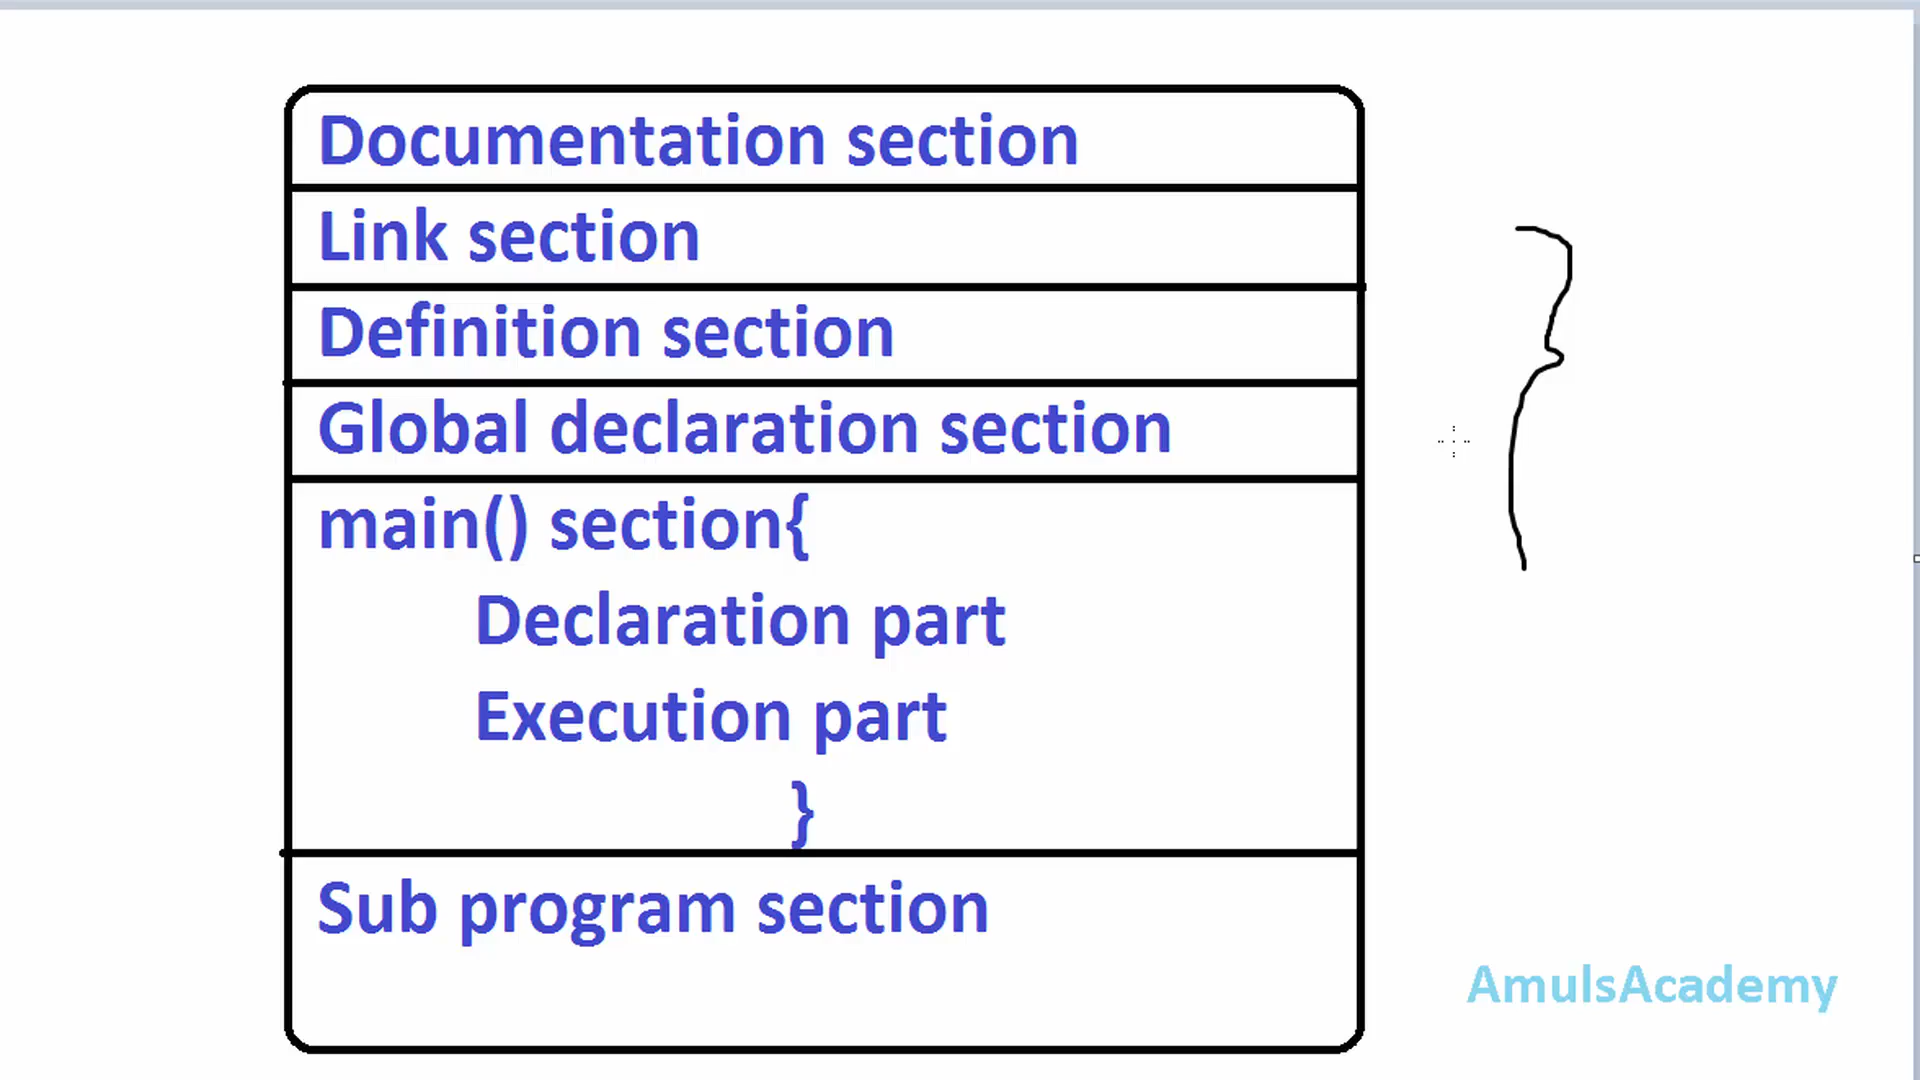 Documentation section
Link section
Definition section
Global declaration section
main() section{
Declaration part
Execution part
}
Sub program section
AmulsAcademy